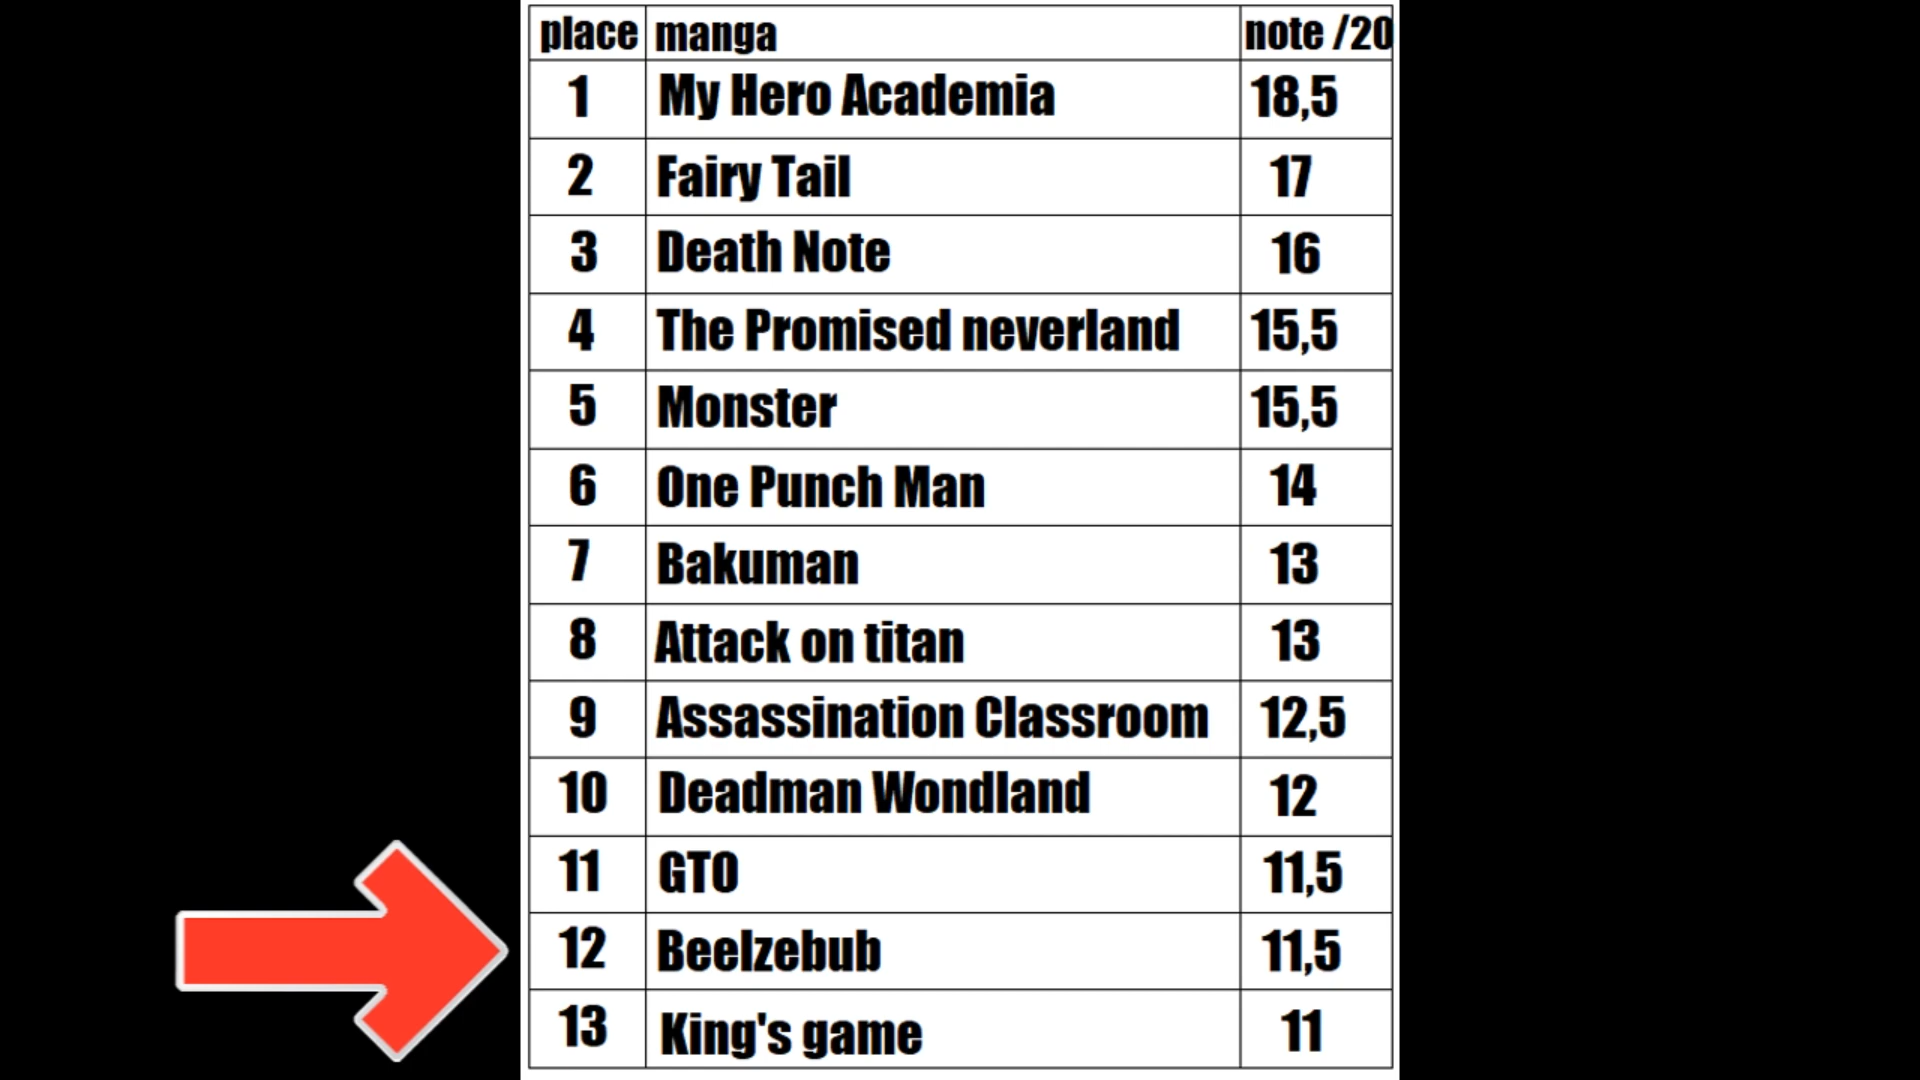 place manga note /20
1 My Hero Academia 18,5
2 Fairy Tail 17
3 Death Note 16
4 The Promised neverland 15,5
5 Monster 15,5
6 One Punch Man 14
7 Bakuman 13
8 Attack on titan 13
9 Assassination Classroom 12,5
10 Deadman Wondland 12
11 GTO 11,5
12 Beelzebub 11,5
13 King's game 11